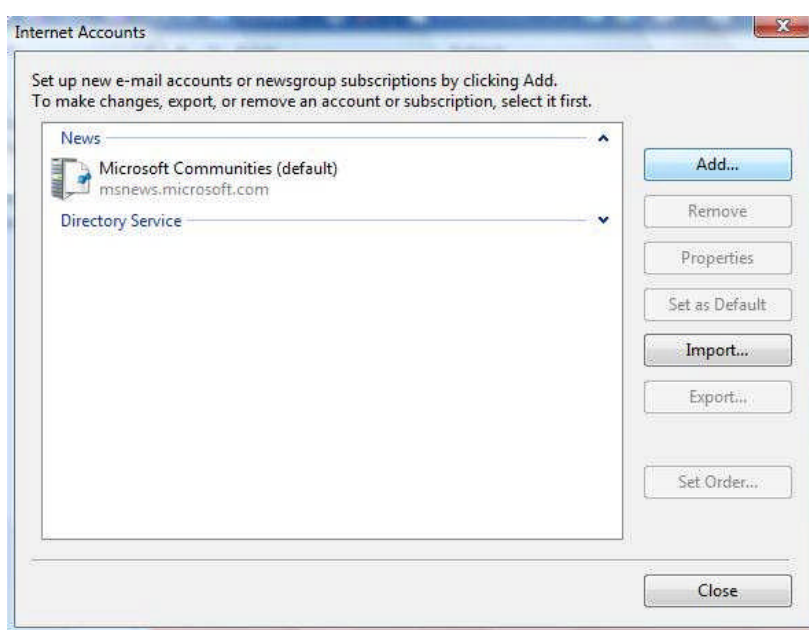 Internet Accounts
Set up new e-mail accounts or newsgroup subscriptions by clicking Add.
To make changes, export, or remove an account or subscription, select it first.
News
Microsoft Communities (default)
msnews.microsoft.com
Directory Service
Add...
Remove
Properties
Set as Default
Import...
Export...
Set Order...
Close